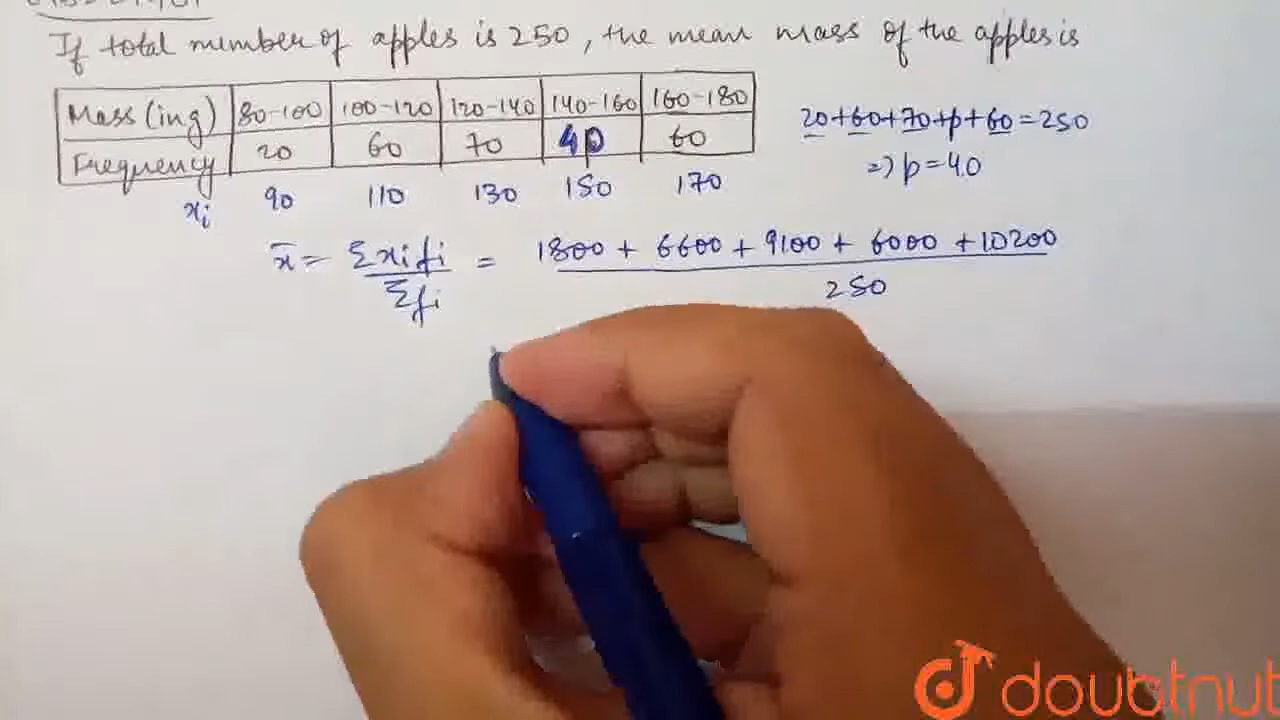 If total number of apples is 250, the mean mass of the apples is
Mass (in g) 80-100 100-120 120-140 140-160 160-180
Frequency 20 60 70 40 60
xi 90 110 130 150 170
20+60+70+p+60=250
=> p=40
x̄ = Σxifi / Σfi = 1800 + 6600 + 9100 + 6000 + 10200 / 250
doubtnut